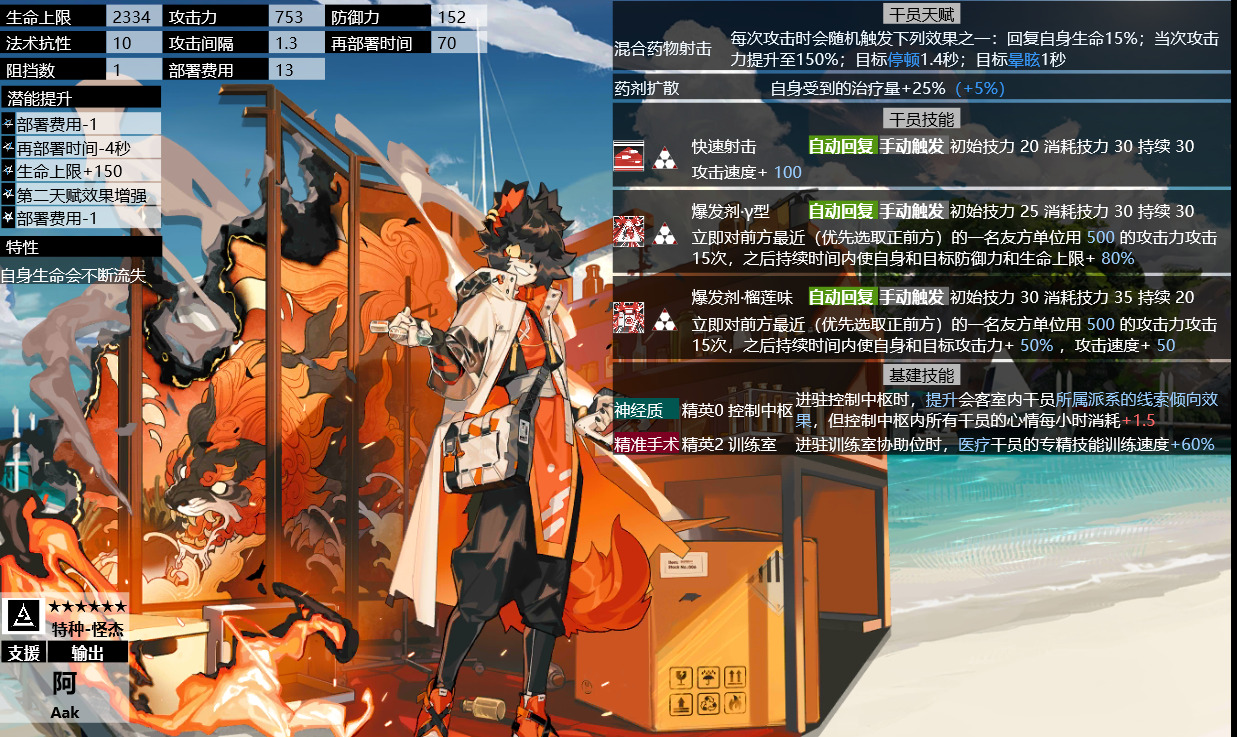 生命上限 2334 攻击力 753 防御力 152
法术抗性 10 攻击间隔 1.3 再部署时间 70
阻挡数 1 部署费用 13
潜能提升
部署费用-1
再部署时间-4秒
生命上限+150
第二天赋效果增强
部署费用-1
特性
自身生命会不断流失
★★★★★★
特种-怪杰
支援 输出
阿
Aak
干员天赋
混合药物射击 每次攻击时会随机触发下列效果之一：回复自身生命15%；当次攻击
力提升至150%；目标停顿1.4秒；目标晕眩1秒
药剂扩散 自身受到的治疗量+25%（+5%）
干员技能
快速射击 自动回复 手动触发 初始技力 20 消耗技力 30 持续 30
攻击速度+ 100
爆发剂·γ型 自动回复 手动触发 初始技力 25 消耗技力 30 持续 30
立即对前方最近（优先选取正前方）的一名友方单位用 500 的攻击力攻击
15次，之后持续时间内使自身和目标防御力和生命上限+ 80%
爆发剂·榴莲味 自动回复 手动触发 初始技力 30 消耗技力 35 持续 20
立即对前方最近（优先选取正前方）的一名友方单位用 500 的攻击力攻击
15次，之后持续时间内使自身和目标攻击力+ 50% ，攻击速度+ 50
基建技能
神经质 精英0 控制中枢 进驻控制中枢时，提升会客室内干员所属派系的线索倾向效
果，但控制中枢内所有干员的心情每小时消耗+1.5
精准手术 精英2 训练室 进驻训练室协助位时，医疗干员的专精技能训练速度+60%